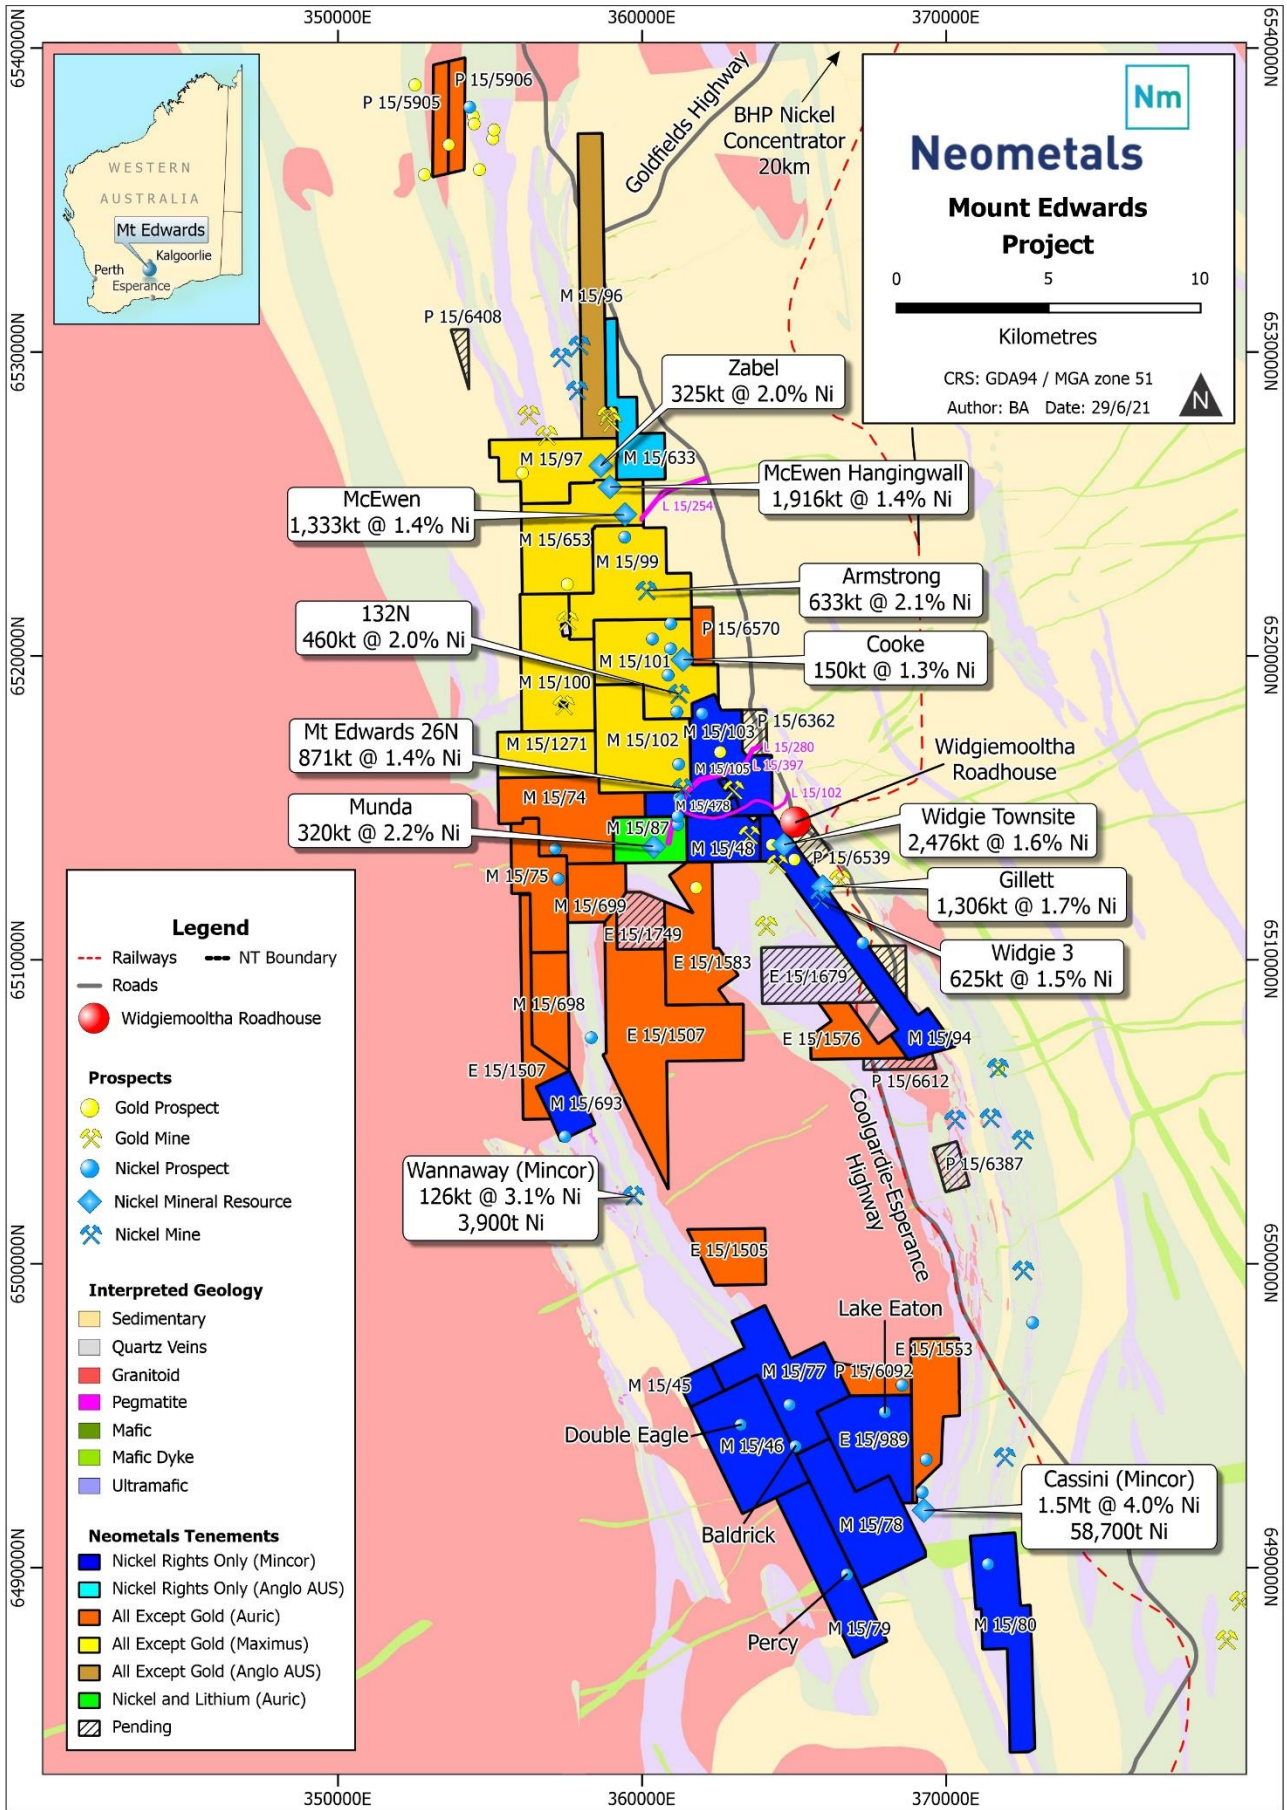 350000E
360000E
370000E
6540000N
6540000N
WESTERN
AUSTRALIA
Mt Edwards
Kalgoorlie
Perth
Esperance
P 15/5905
P 15/5906
Goldfields Highway
BHP Nickel
Concentrator
20km
Nm
Neometals
Mount Edwards
Project
0
5
10
Kilometres
CRS: GDA94 / MGA zone 51
Author: BA Date: 29/6/21
N
M 15/96
P 15/6408
6530000N
6530000N
Zabel
325kt @ 2.0% Ni
M 15/97
M 15/633
McEwen Hangingwall
1,916kt @ 1.4% Ni
McEwen
1,333kt @ 1.4% Ni
L 15/254
M 15/653
M 15/99
Armstrong
633kt @ 2.1% Ni
132N
460kt @ 2.0% Ni
P 15/6570
Cooke
150kt @ 1.3% Ni
6520000N
6520000N
M 15/101
M 15/100
Mt Edwards 26N
871kt @ 1.4% Ni
M 15/1271
M 15/102
M 15/103
P 15/6362
L 15/280
L 15/397
M 15/105
Widgiemooltha
Roadhouse
L 15/102
M 15/74
M 15/478
Munda
320kt @ 2.2% Ni
M 15/87
M 15/48
Widgie Townsite
2,476kt @ 1.6% Ni
P 15/6539
M 15/75
Gillett
1,306kt @ 1.7% Ni
M 15/699
E 15/1749
Widgie 3
625kt @ 1.5% Ni
6510000N
6510000N
E 15/1583
E 15/1679
M 15/698
E 15/1507
E 15/1576
M 15/94
E 15/1507
P 15/6612
M 15/693
Coolgardie-Esperance
Highway
P 15/6387
Wannaway (Mincor)
126kt @ 3.1% Ni
3,900t Ni
E 15/1505
6500000N
6500000N
Lake Eaton
E 15/1553
M 15/45
M 15/77
P 15/6092
Double Eagle
M 15/46
E 15/989
Cassini (Mincor)
1.5Mt @ 4.0% Ni
58,700t Ni
Baldrick
M 15/78
6490000N
6490000N
Percy
M 15/79
M 15/80
Legend
Railways
NT Boundary
Roads
Widgiemooltha Roadhouse
Prospects
Gold Prospect
Gold Mine
Nickel Prospect
Nickel Mineral Resource
Nickel Mine
Interpreted Geology
Sedimentary
Quartz Veins
Granitoid
Pegmatite
Mafic
Mafic Dyke
Ultramafic
Neometals Tenements
Nickel Rights Only (Mincor)
Nickel Rights Only (Anglo AUS)
All Except Gold (Auric)
All Except Gold (Maximus)
All Except Gold (Anglo AUS)
Nickel and Lithium (Auric)
Pending
350000E
360000E
370000E